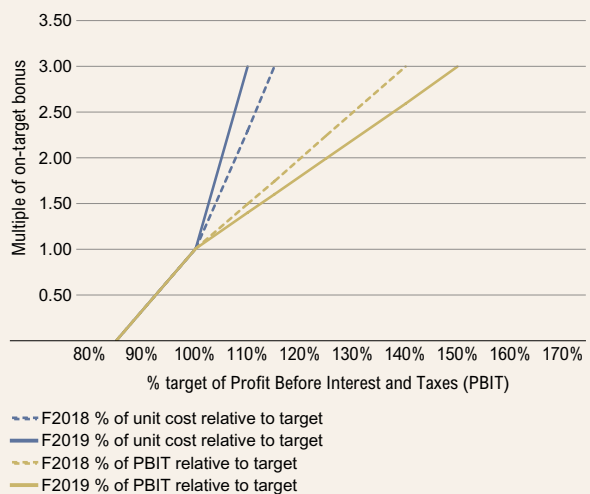 3.50
3.00
2.50
2.00
1.50
1.00
0.50
Multiple of on-target bonus
80% 90% 100% 110% 120% 130% 140% 150% 160% 170%
% target of Profit Before Interest and Taxes (PBIT)
F2018 % of unit cost relative to target
F2019 % of unit cost relative to target
F2018 % of PBIT relative to target
F2019 % of PBIT relative to target